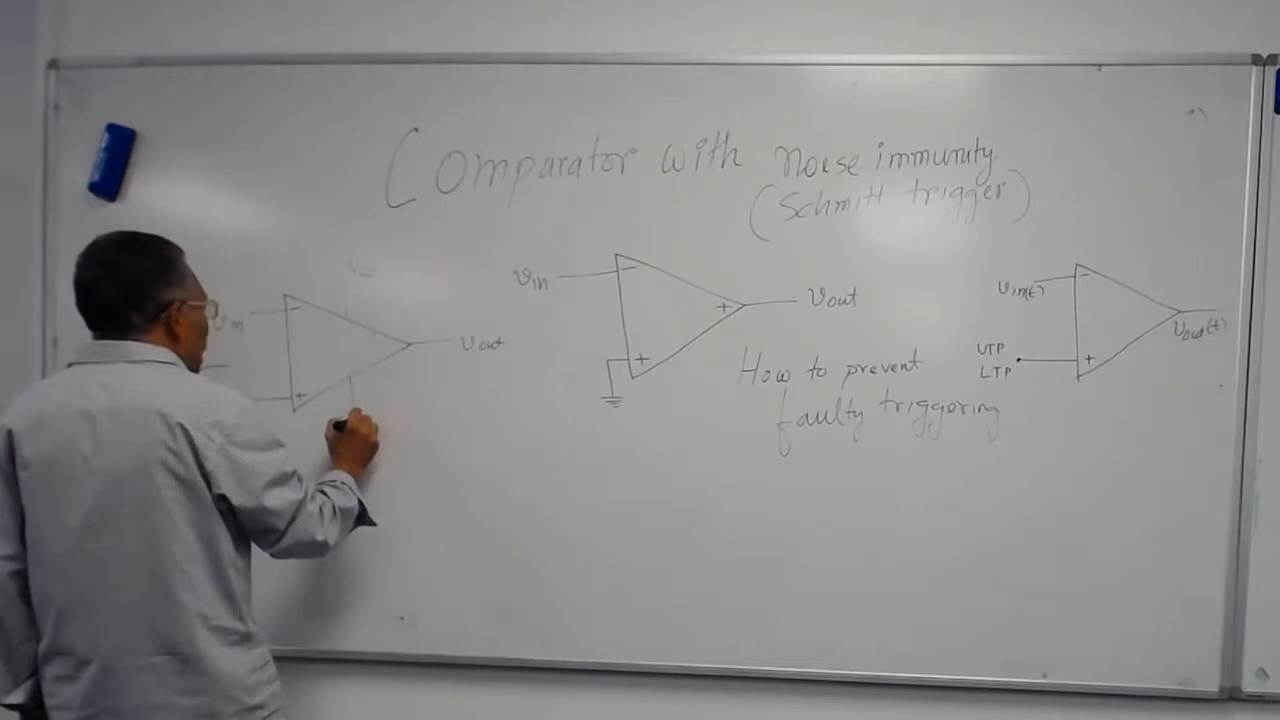 Comparator with noise immunity
(Schmitt trigger)
Vcc
Vin
−
+
Vout
Vin
−
+
+
Vout
How to prevent
faulty triggering
Vin(t)
−
UTP
LTP
+
Vout(t)